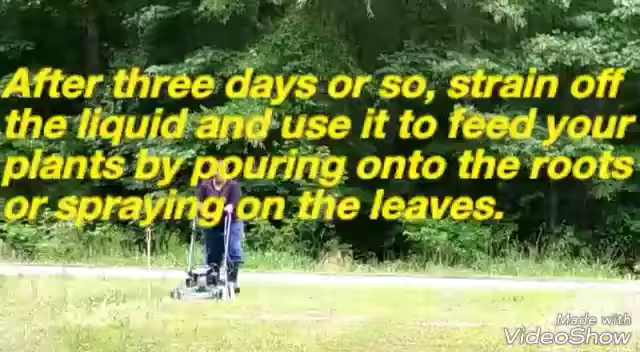 After three days or so, strain off
the liquid and use it to feed your
plants by pouring onto the roots
or spraying on the leaves.
Made with
VideoShow